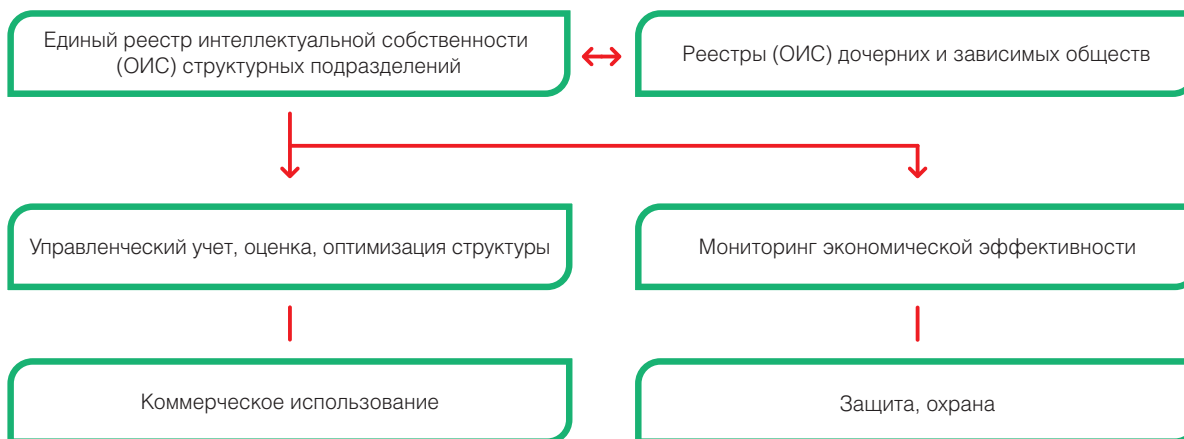 Единый реестр интеллектуальной собственности
(ОИС) структурных подразделений
Реестры (ОИС) дочерних и зависимых обществ
Управленческий учет, оценка, оптимизация структуры
Мониторинг экономической эффективности
Коммерческое использование
Защита, охрана